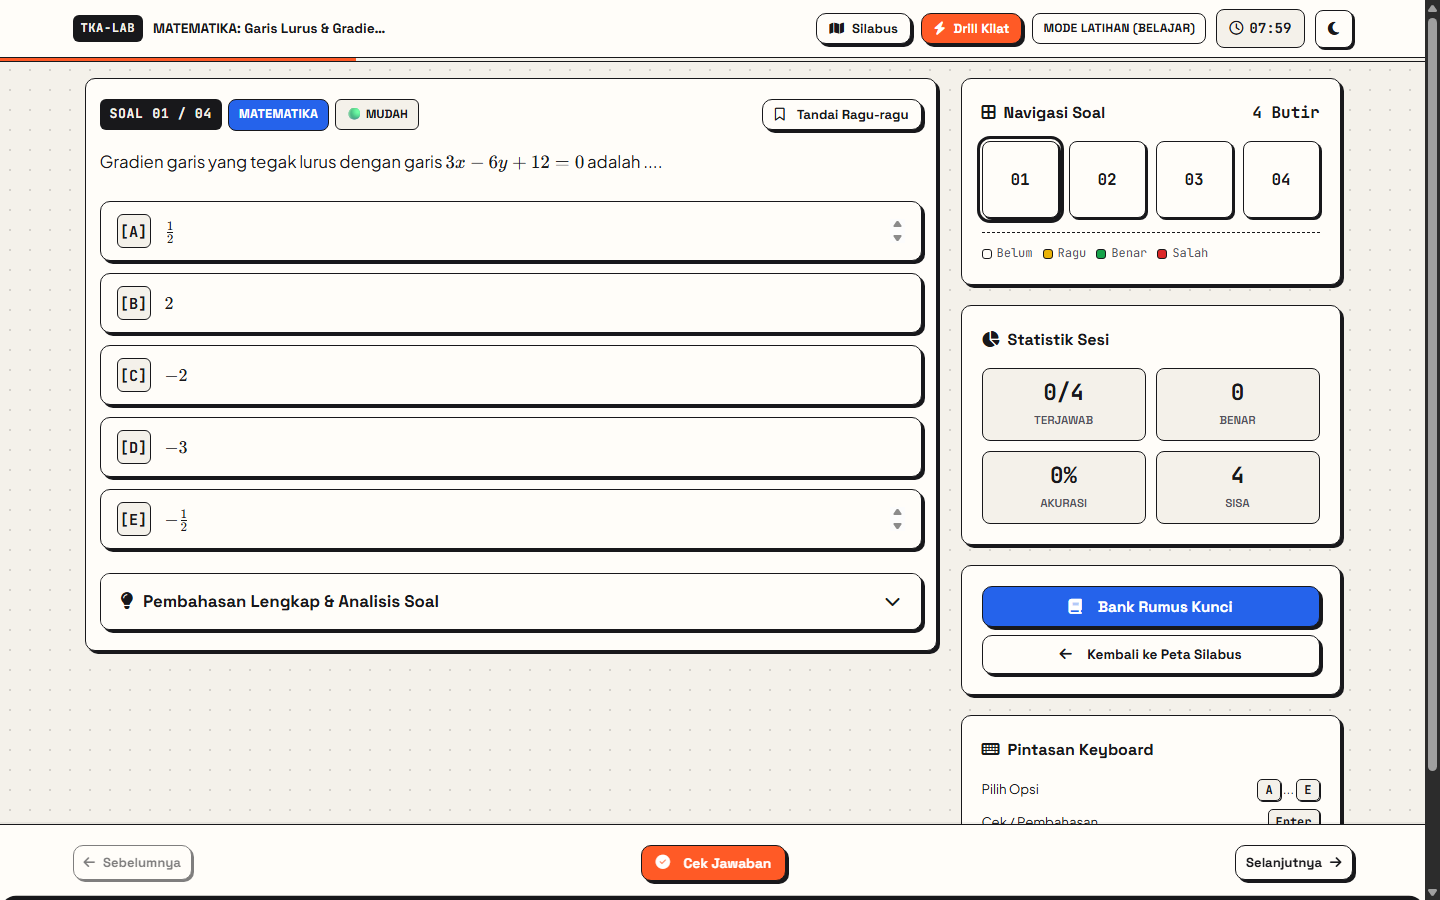 TKA-LAB MATEMATIKA: Garis Lurus & Gradie... Silabus Drill Kilat MODE LATIHAN (BELAJAR) 07:59
SOAL 01 / 04 MATEMATIKA MUDAH Tandai Ragu-ragu
Gradien garis yang tegak lurus dengan garis 3x − 6y + 12 = 0 adalah ....
[A] 1/2
[B] 2
[C] −2
[D] −3
[E] −1/2
Pembahasan Lengkap & Analisis Soal
Navigasi Soal 4 Butir
01 02 03 04
Belum Ragu Benar Salah
Statistik Sesi
0/4 0
TERJAWAB BENAR
0% 4
AKURASI SISA
Bank Rumus Kunci
Kembali ke Peta Silabus
Pintasan Keyboard
Pilih Opsi A ... E
Cek / Pembahasan Enter
Sebelumnya Cek Jawaban Selanjutnya